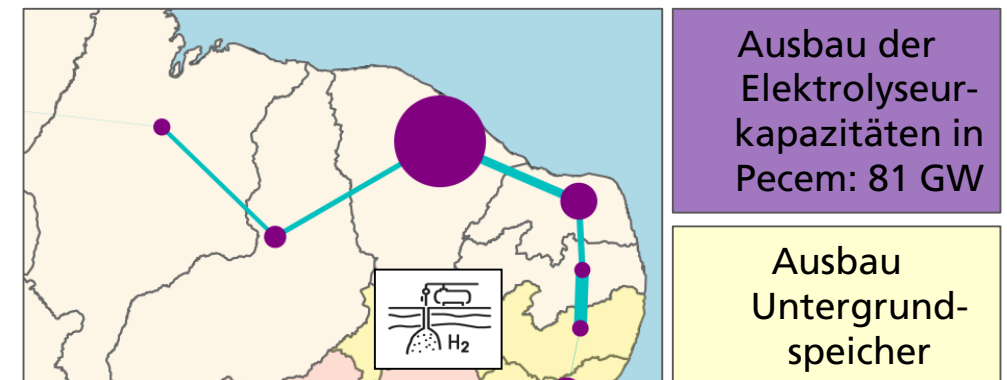 Ausbau der
Elektrolyseur-
kapazitäten in
Pecem: 81 GW
Ausbau
Untergrund-
speicher
H₂